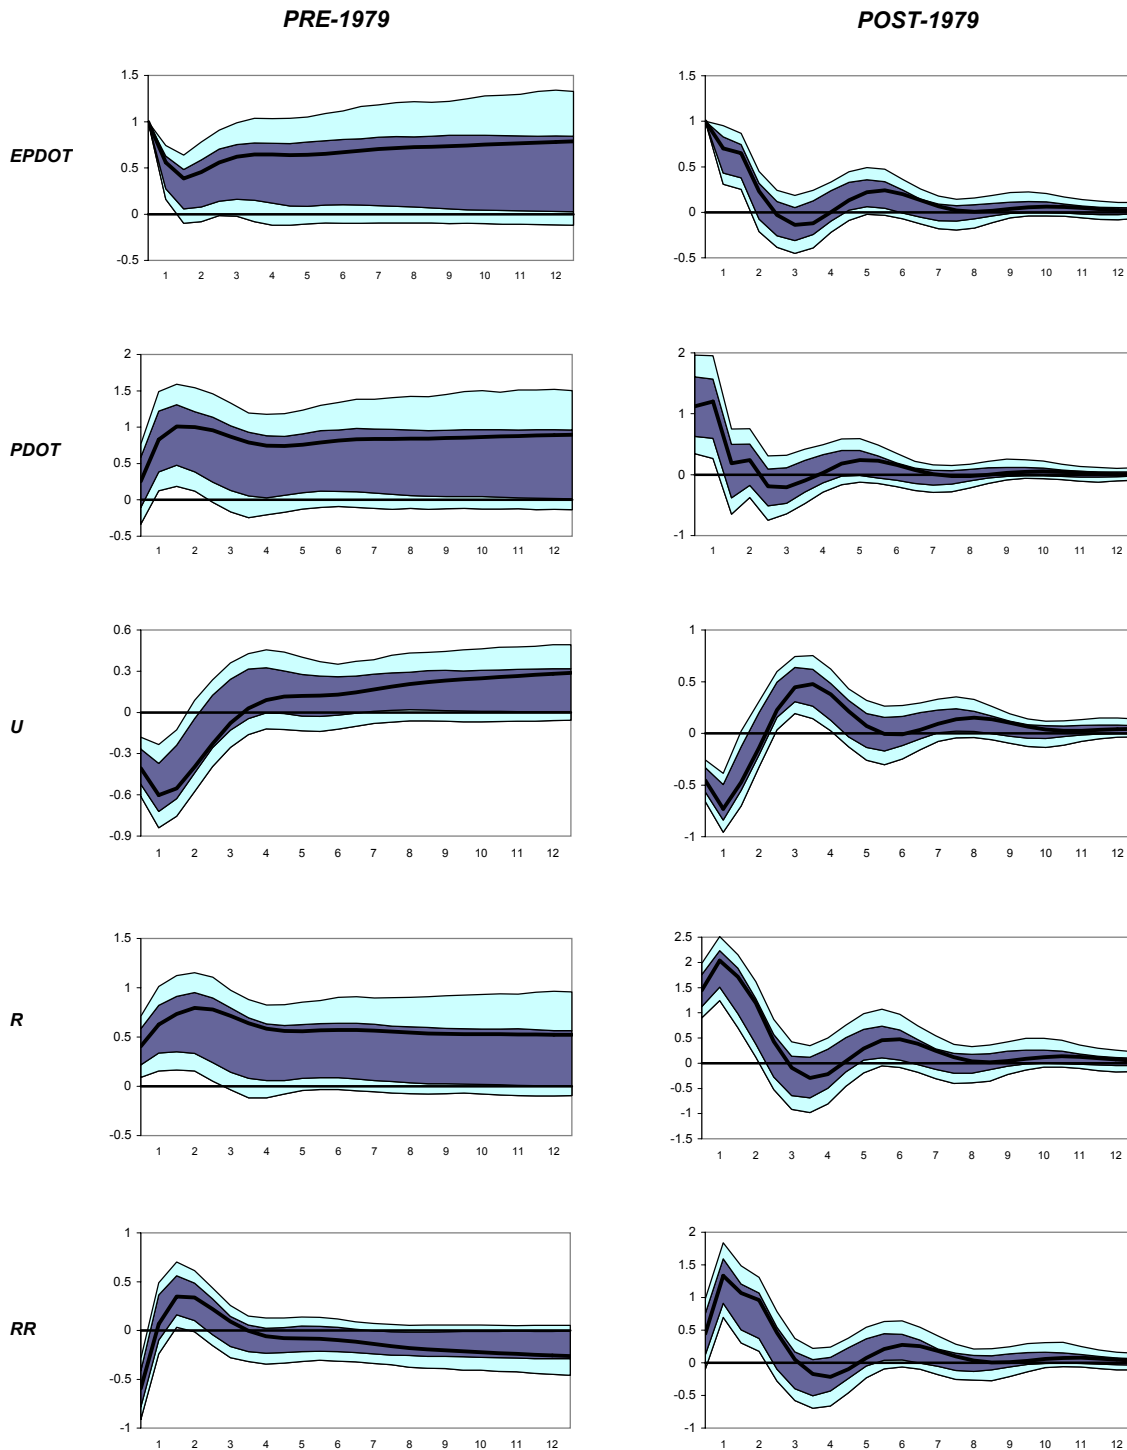 PRE-1979 POST-1979
1.5 1.5
1 1
EPDOT 0.5 0.5
0 0
-0.5 -0.5
1 2 3 4 5 6 7 8 9 10 11 12 1 2 3 4 5 6 7 8 9 10 11 12
2 2
1.5
1 1
PDOT 0.5
0 0
-0.5 -1
1 2 3 4 5 6 7 8 9 10 11 12 1 2 3 4 5 6 7 8 9 10 11 12
0.6 1
0.3 0.5
U 0 0
-0.3
-0.6 -0.5
-0.9 -1
1 2 3 4 5 6 7 8 9 10 11 12 1 2 3 4 5 6 7 8 9 10 11 12
1.5 2.5
2
1 1.5
1
R 0.5 0.5
0 0
-0.5
-1
-0.5 -1.5
1 2 3 4 5 6 7 8 9 10 11 12 1 2 3 4 5 6 7 8 9 10 11 12
1 2
1.5
0.5 1
0.5
RR 0 0
-0.5 -0.5
-1 -1
1 2 3 4 5 6 7 8 9 10 11 12 1 2 3 4 5 6 7 8 9 10 11 12